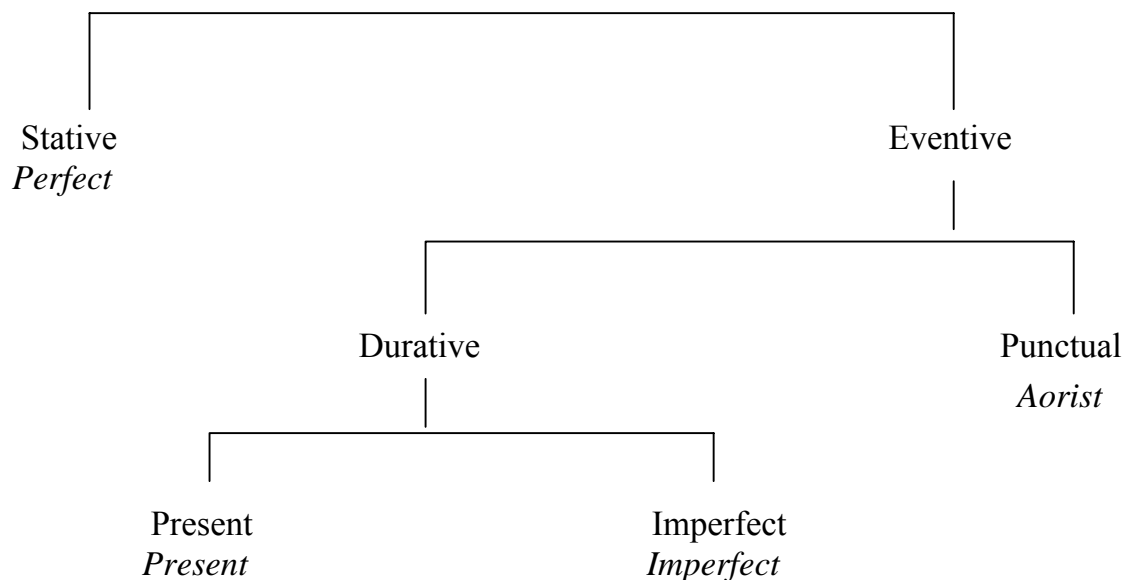 Stative
Eventive
Perfect
Durative
Punctual
Aorist
Present
Imperfect
Present
Imperfect